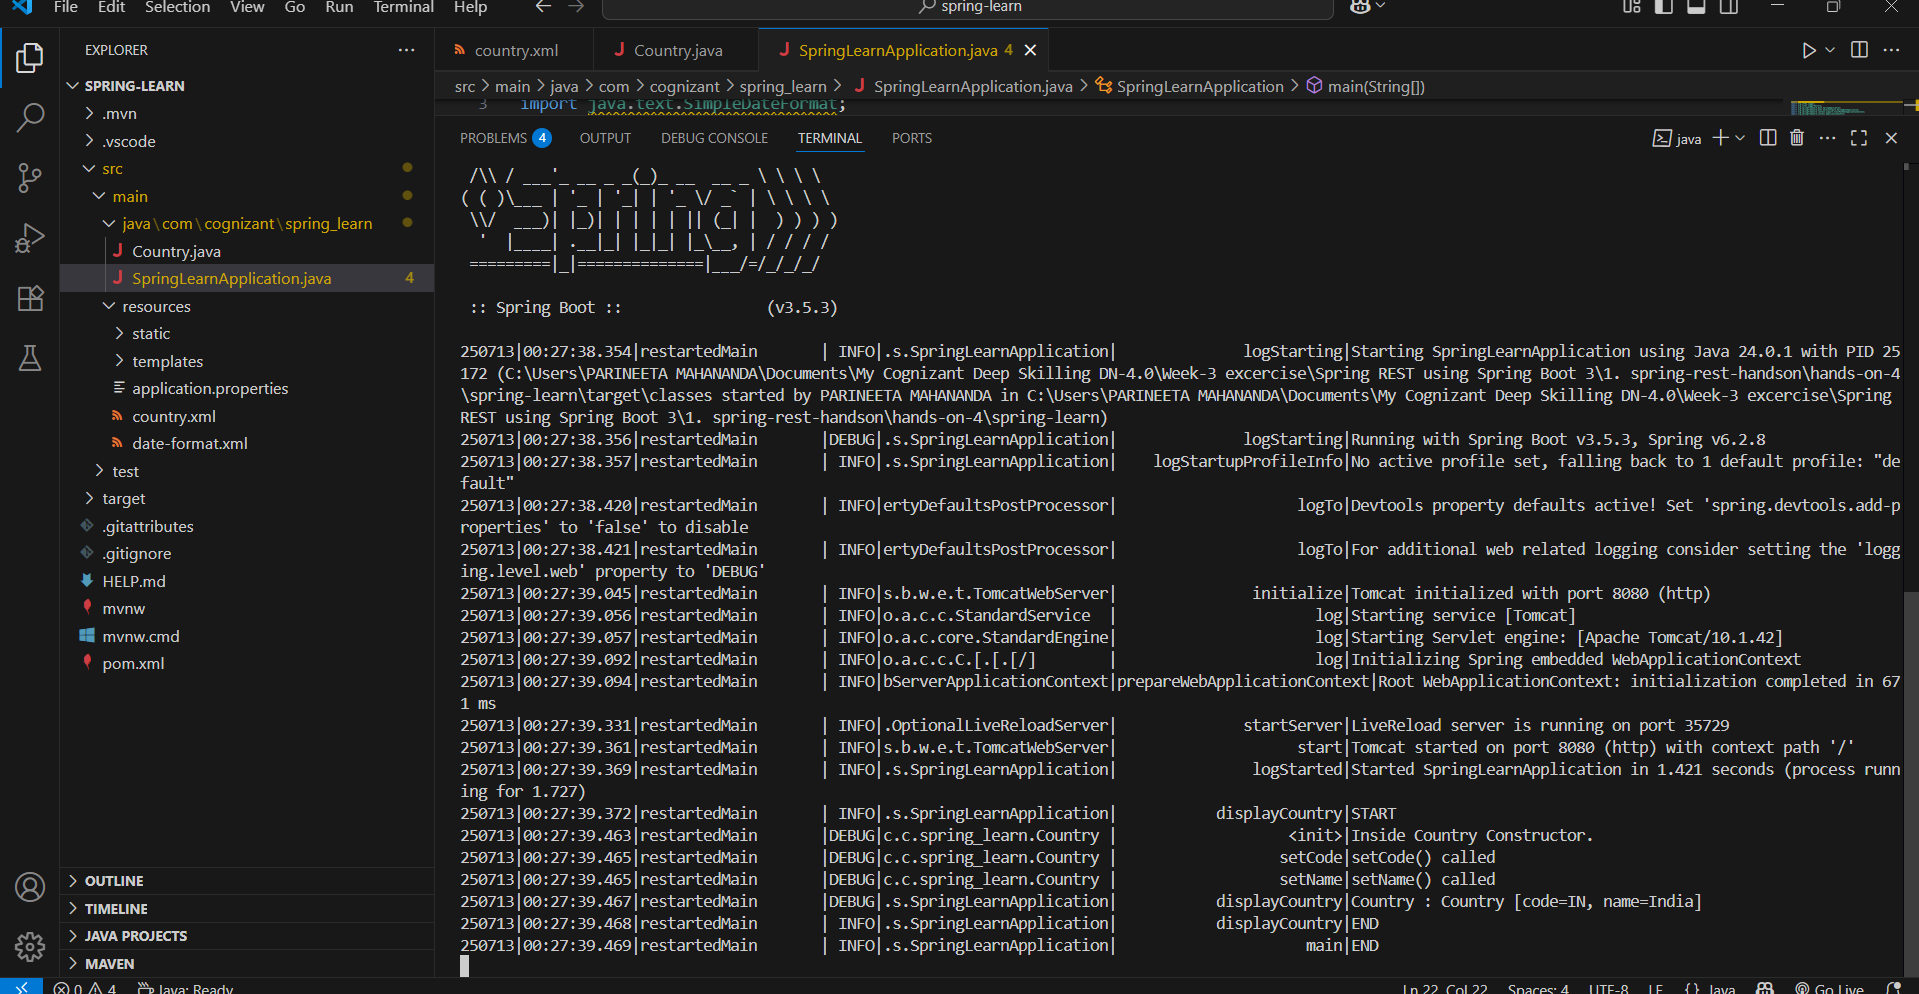 File Edit Selection View Go Run Terminal Help
spring-learn
EXPLORER
SPRING-LEARN
.mvn
.vscode
src
main
java\com\cognizant\spring_learn
Country.java
SpringLearnApplication.java 4
resources
static
templates
application.properties
country.xml
date-format.xml
test
target
.gitattributes
.gitignore
HELP.md
mvnw
mvnw.cmd
pom.xml
OUTLINE
TIMELINE
JAVA PROJECTS
MAVEN
country.xml Country.java SpringLearnApplication.java 4
src > main > java > com > cognizant > spring_learn > SpringLearnApplication.java > SpringLearnApplication > main(String[])
3 import java.text.SimpleDateFormat;
PROBLEMS 4 OUTPUT DEBUG CONSOLE TERMINAL PORTS java
 /\\ / ___'_ __ _ _(_)_ __  __ _ \ \ \ \
( ( )\___ | '_ | '_| | '_ \/ _` | \ \ \ \
 \\/  ___)| |_)| | | | | || (_| |  ) ) ) )
  '  |____| .__|_| |_|_| |_\__, | / / / /
 =========|_|==============|___/=/_/_/_/
:: Spring Boot :: (v3.5.3)
250713|00:27:38.354|restartedMain | INFO|.s.SpringLearnApplication| logStarting|Starting SpringLearnApplication using Java 24.0.1 with PID 25
172 (C:\Users\PARINEETA MAHANANDA\Documents\My Cognizant Deep Skilling DN-4.0\Week-3 excercise\Spring REST using Spring Boot 3\1. spring-rest-handson\hands-on-4
\spring-learn\target\classes started by PARINEETA MAHANANDA in C:\Users\PARINEETA MAHANANDA\Documents\My Cognizant Deep Skilling DN-4.0\Week-3 excercise\Spring
REST using Spring Boot 3\1. spring-rest-handson\hands-on-4\spring-learn)
250713|00:27:38.356|restartedMain |DEBUG|.s.SpringLearnApplication| logStarting|Running with Spring Boot v3.5.3, Spring v6.2.8
250713|00:27:38.357|restartedMain | INFO|.s.SpringLearnApplication| logStartupProfileInfo|No active profile set, falling back to 1 default profile: "de
fault"
250713|00:27:38.420|restartedMain | INFO|ertyDefaultsPostProcessor| logTo|Devtools property defaults active! Set 'spring.devtools.add-p
roperties' to 'false' to disable
250713|00:27:38.421|restartedMain | INFO|ertyDefaultsPostProcessor| logTo|For additional web related logging consider setting the 'logg
ing.level.web' property to 'DEBUG'
250713|00:27:39.045|restartedMain | INFO|s.b.w.e.t.TomcatWebServer| initialize|Tomcat initialized with port 8080 (http)
250713|00:27:39.056|restartedMain | INFO|o.a.c.c.StandardService | log|Starting service [Tomcat]
250713|00:27:39.057|restartedMain | INFO|o.a.c.core.StandardEngine| log|Starting Servlet engine: [Apache Tomcat/10.1.42]
250713|00:27:39.092|restartedMain | INFO|o.a.c.c.C.[.[.[/] | log|Initializing Spring embedded WebApplicationContext
250713|00:27:39.094|restartedMain | INFO|bServerApplicationContext|prepareWebApplicationContext|Root WebApplicationContext: initialization completed in 67
1 ms
250713|00:27:39.331|restartedMain | INFO|.OptionalLiveReloadServer| startServer|LiveReload server is running on port 35729
250713|00:27:39.361|restartedMain | INFO|s.b.w.e.t.TomcatWebServer| start|Tomcat started on port 8080 (http) with context path '/'
250713|00:27:39.369|restartedMain | INFO|.s.SpringLearnApplication| logStarted|Started SpringLearnApplication in 1.421 seconds (process runn
ing for 1.727)
250713|00:27:39.372|restartedMain | INFO|.s.SpringLearnApplication| displayCountry|START
250713|00:27:39.463|restartedMain |DEBUG|c.c.spring_learn.Country | <init>|Inside Country Constructor.
250713|00:27:39.465|restartedMain |DEBUG|c.c.spring_learn.Country | setCode|setCode() called
250713|00:27:39.465|restartedMain |DEBUG|c.c.spring_learn.Country | setName|setName() called
250713|00:27:39.467|restartedMain |DEBUG|.s.SpringLearnApplication| displayCountry|Country : Country [code=IN, name=India]
250713|00:27:39.468|restartedMain | INFO|.s.SpringLearnApplication| displayCountry|END
250713|00:27:39.469|restartedMain | INFO|.s.SpringLearnApplication| main|END
0 4 Java: Ready Ln 22, Col 22 Spaces: 4 UTF-8 LF {} Java Go Live